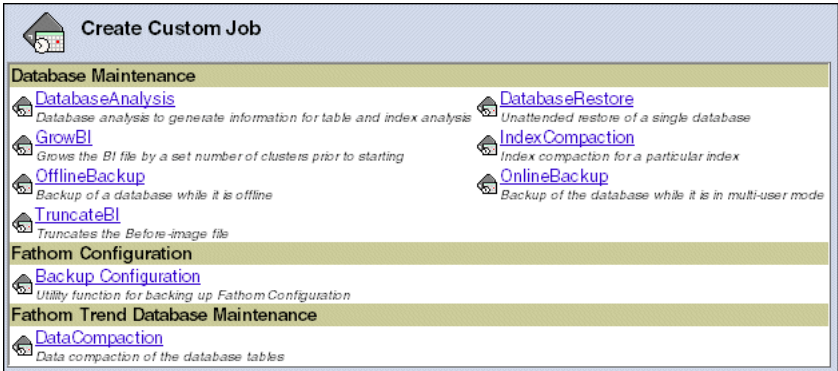 Create Custom Job
Database Maintenance
DatabaseAnalysis DatabaseRestore
Database analysis to generate information for table and index analysis Unattended restore of a single database
GrowBI IndexCompaction
Grows the BI file by a set number of clusters prior to starting Index compaction for a particular index
OfflineBackup OnlineBackup
Backup of a database while it is offline Backup of the database while it is in multi-user mode
TruncateBI
Truncates the Before-image file
Fathom Configuration
Backup Configuration
Utility function for backing up Fathom Configuration
Fathom Trend Database Maintenance
DataCompaction
Data compaction of the database tables